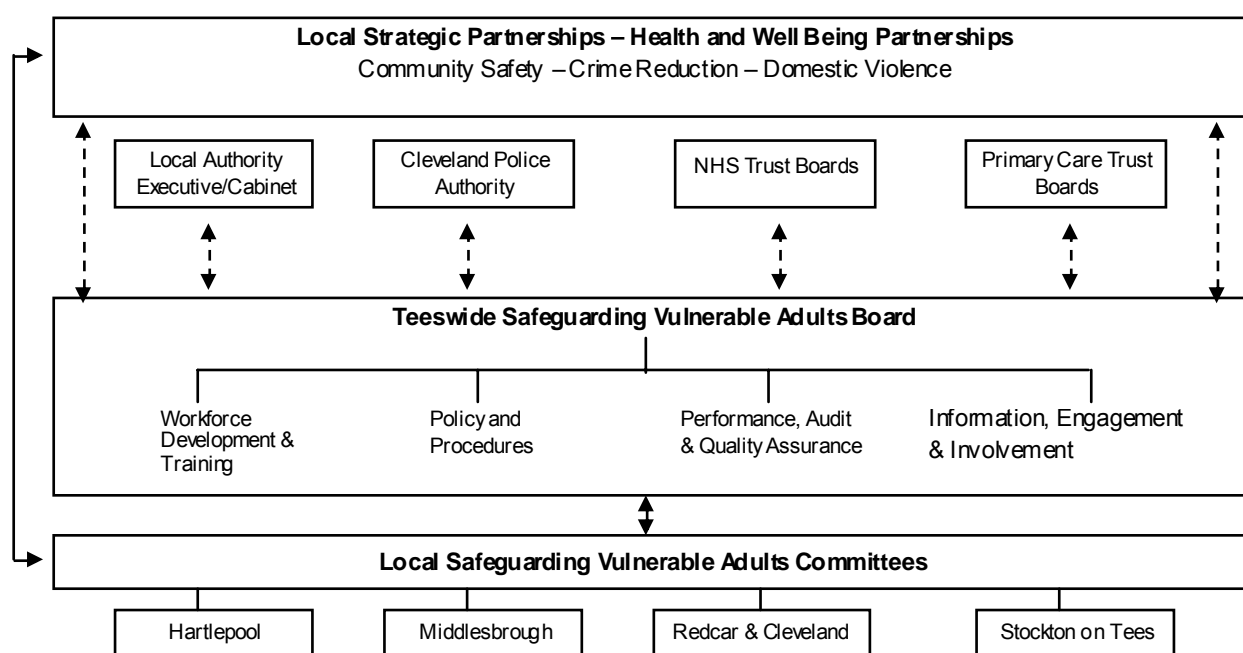 Local Strategic Partnerships – Health and Well Being Partnerships
Community Safety – Crime Reduction – Domestic Violence
Local Authority
Executive/Cabinet
Cleveland Police
Authority
NHS Trust Boards
Primary Care Trust
Boards
Teeswide Safeguarding Vulnerable Adults Board
Workforce
Development &
Training
Policy and
Procedures
Performance, Audit
& Quality Assurance
Information, Engagement
& Involvement
Local Safeguarding Vulnerable Adults Committees
Hartlepool
Middlesbrough
Redcar & Cleveland
Stockton on Tees